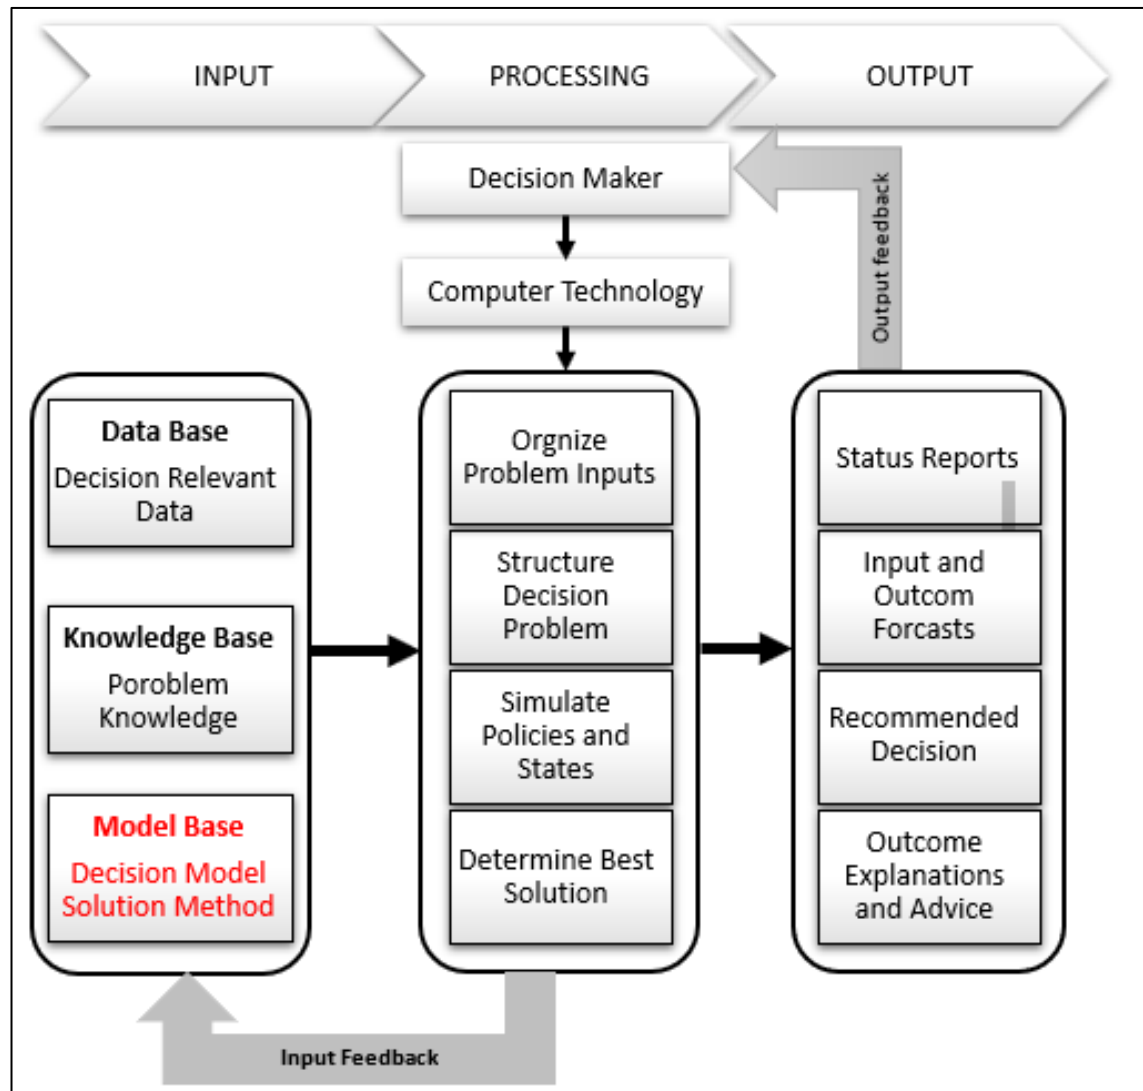 INPUT
PROCESSING
OUTPUT
Decision Maker
Computer Technology
Output feedback
Data Base
Decision Relevant
Data
Knowledge Base
Poroblem
Knowledge
Model Base
Decision Model
Solution Method
Orgnize
Problem Inputs
Structure
Decision
Problem
Simulate
Policies and
States
Determine Best
Solution
Status Reports
Input and
Outcom
Forcasts
Recommended
Decision
Outcome
Explanations
and Advice
Input Feedback